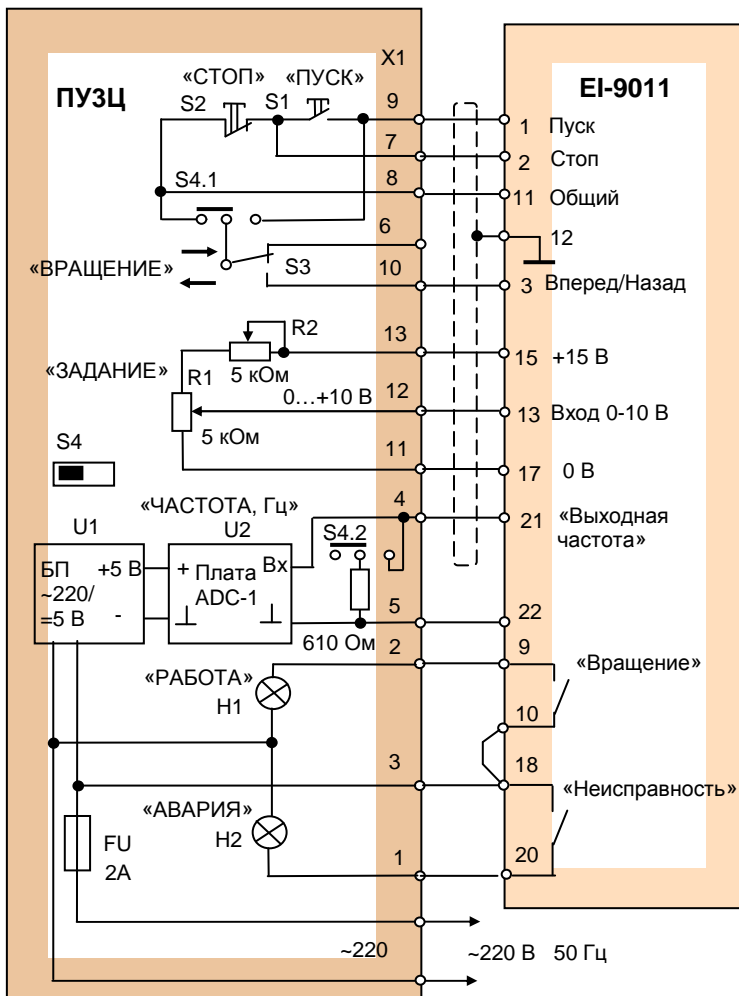 ПУЗЦ
X1
EI-9011
«СТОП» «ПУСК»
S2 S1
9
1 Пуск
7
2 Стоп
8
11 Общий
S4.1
6
12
«ВРАЩЕНИЕ»
S3
10
3 Вперед/Назад
R2
13
15 +15 В
«ЗАДАНИЕ»
R1
5 кОм
0…+10 В
12
13 Вход 0-10 В
5 кОм
11
17 0 В
S4
«ЧАСТОТА, Гц»
4
21 «Выходная
частота»
U1
U2
S4.2
БП +5 В
~220/
=5 В -
+ Плата Вх
ADC-1
610 Ом
5
22
2
9
«РАБОТА»
H1
«Вращение»
10
3
18
«АВАРИЯ»
H2
«Неисправность»
FU
2А
1
20
~220
~220 В 50 Гц